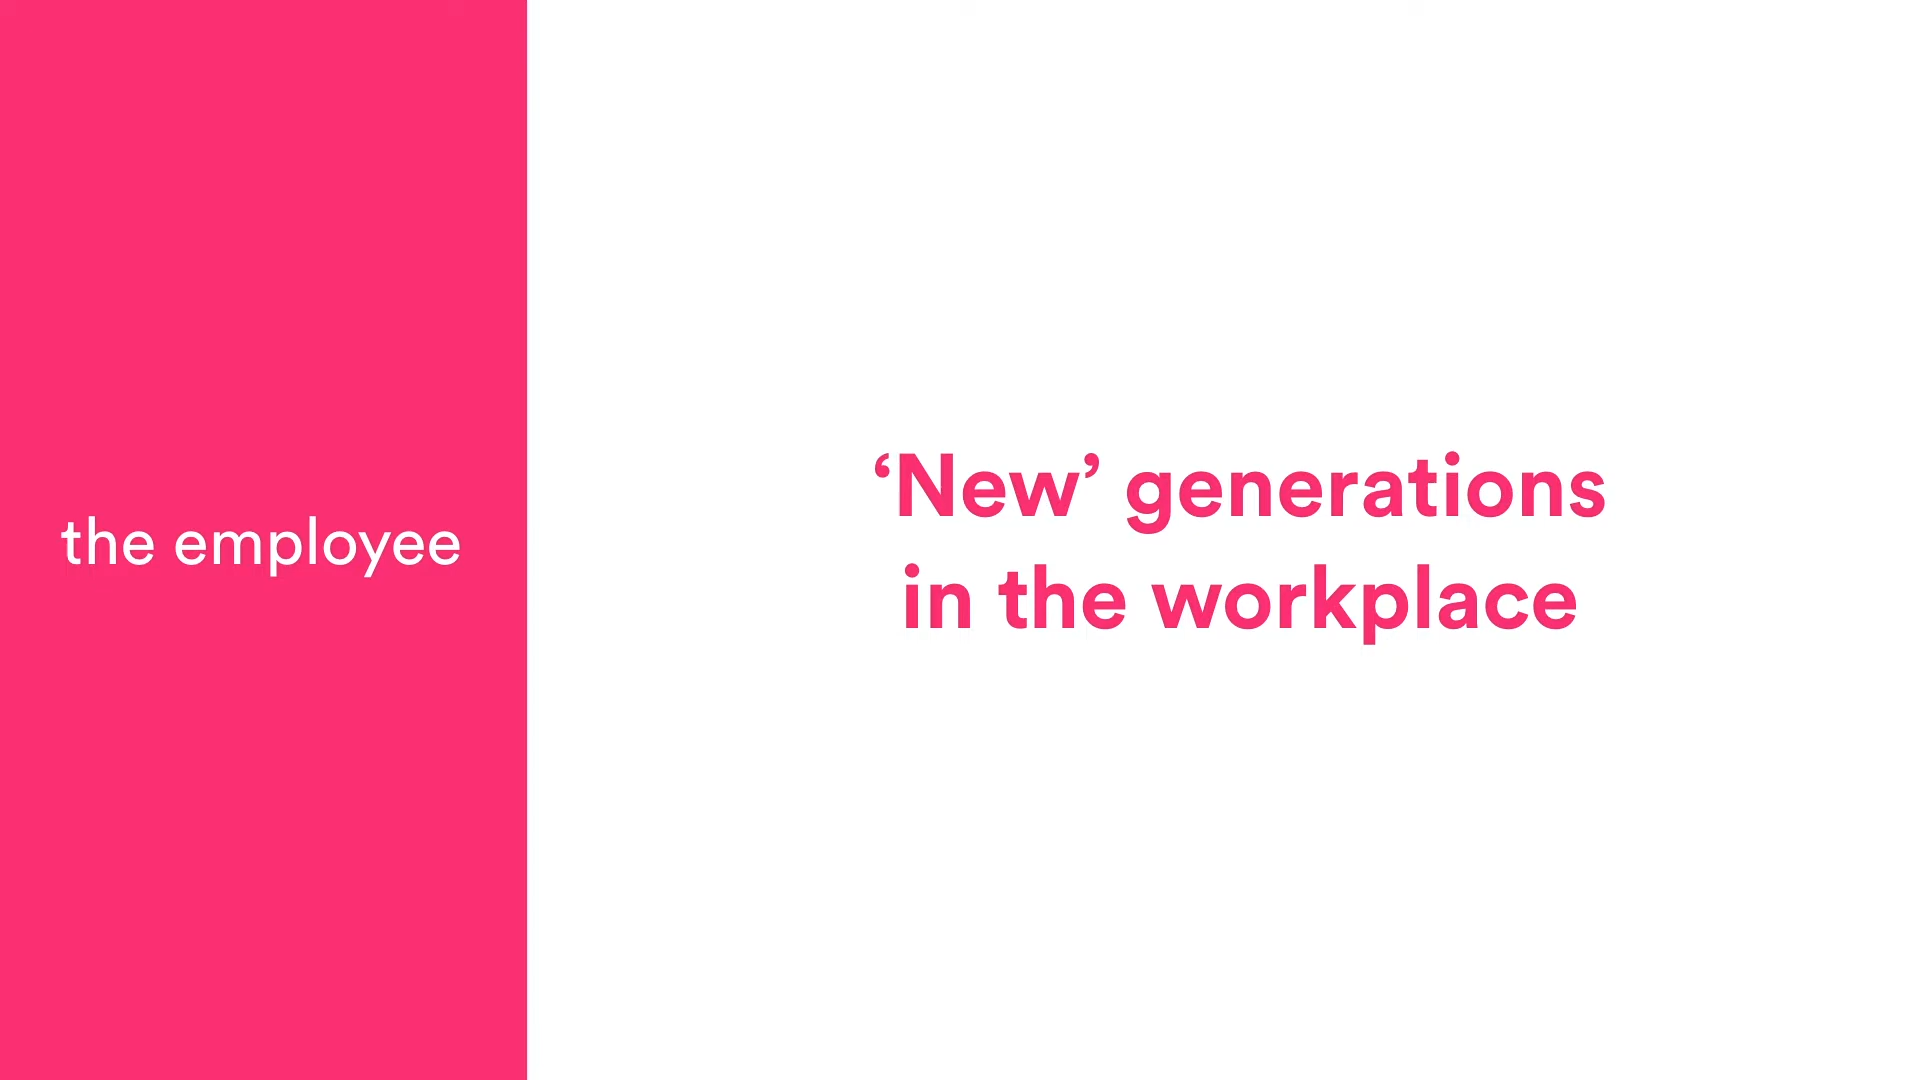 the employee
‘New’ generations
in the workplace